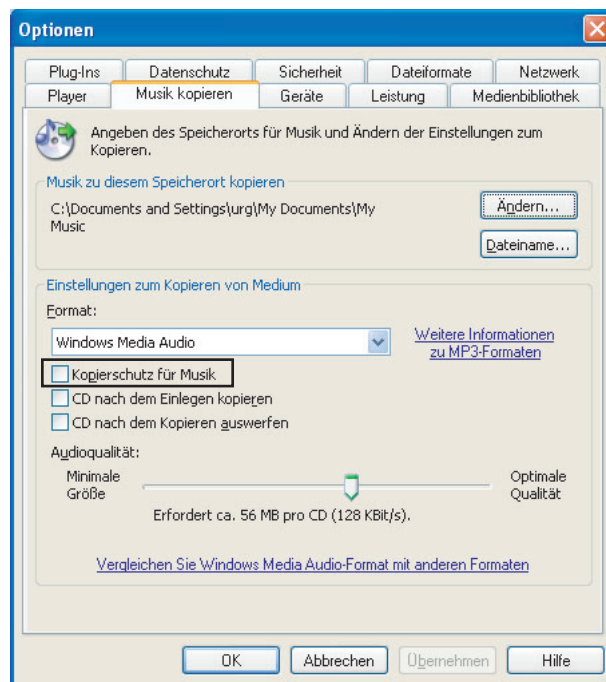 Optionen
Plug-Ins Datenschutz Sicherheit Dateiformate Netzwerk
Player Musik kopieren Geräte Leistung Medienbibliothek
Angeben des Speicherorts für Musik und Ändern der Einstellungen zum
Kopieren.
Musik zu diesem Speicherort kopieren
C:\Documents and Settings\urg\My Documents\My
Music
Ändern...
Dateiname...
Einstellungen zum Kopieren von Medium
Format:
Windows Media Audio
Weitere Informationen
zu MP3-Formaten
Kopierschutz für Musik
CD nach dem Einlegen kopieren
CD nach dem Kopieren auswerfen
Audioqualität:
Minimale
Größe
Optimale
Qualität
Erfordert ca. 56 MB pro CD (128 KBit/s).
Vergleichen Sie Windows Media Audio-Format mit anderen Formaten
OK Abbrechen Übernehmen Hilfe